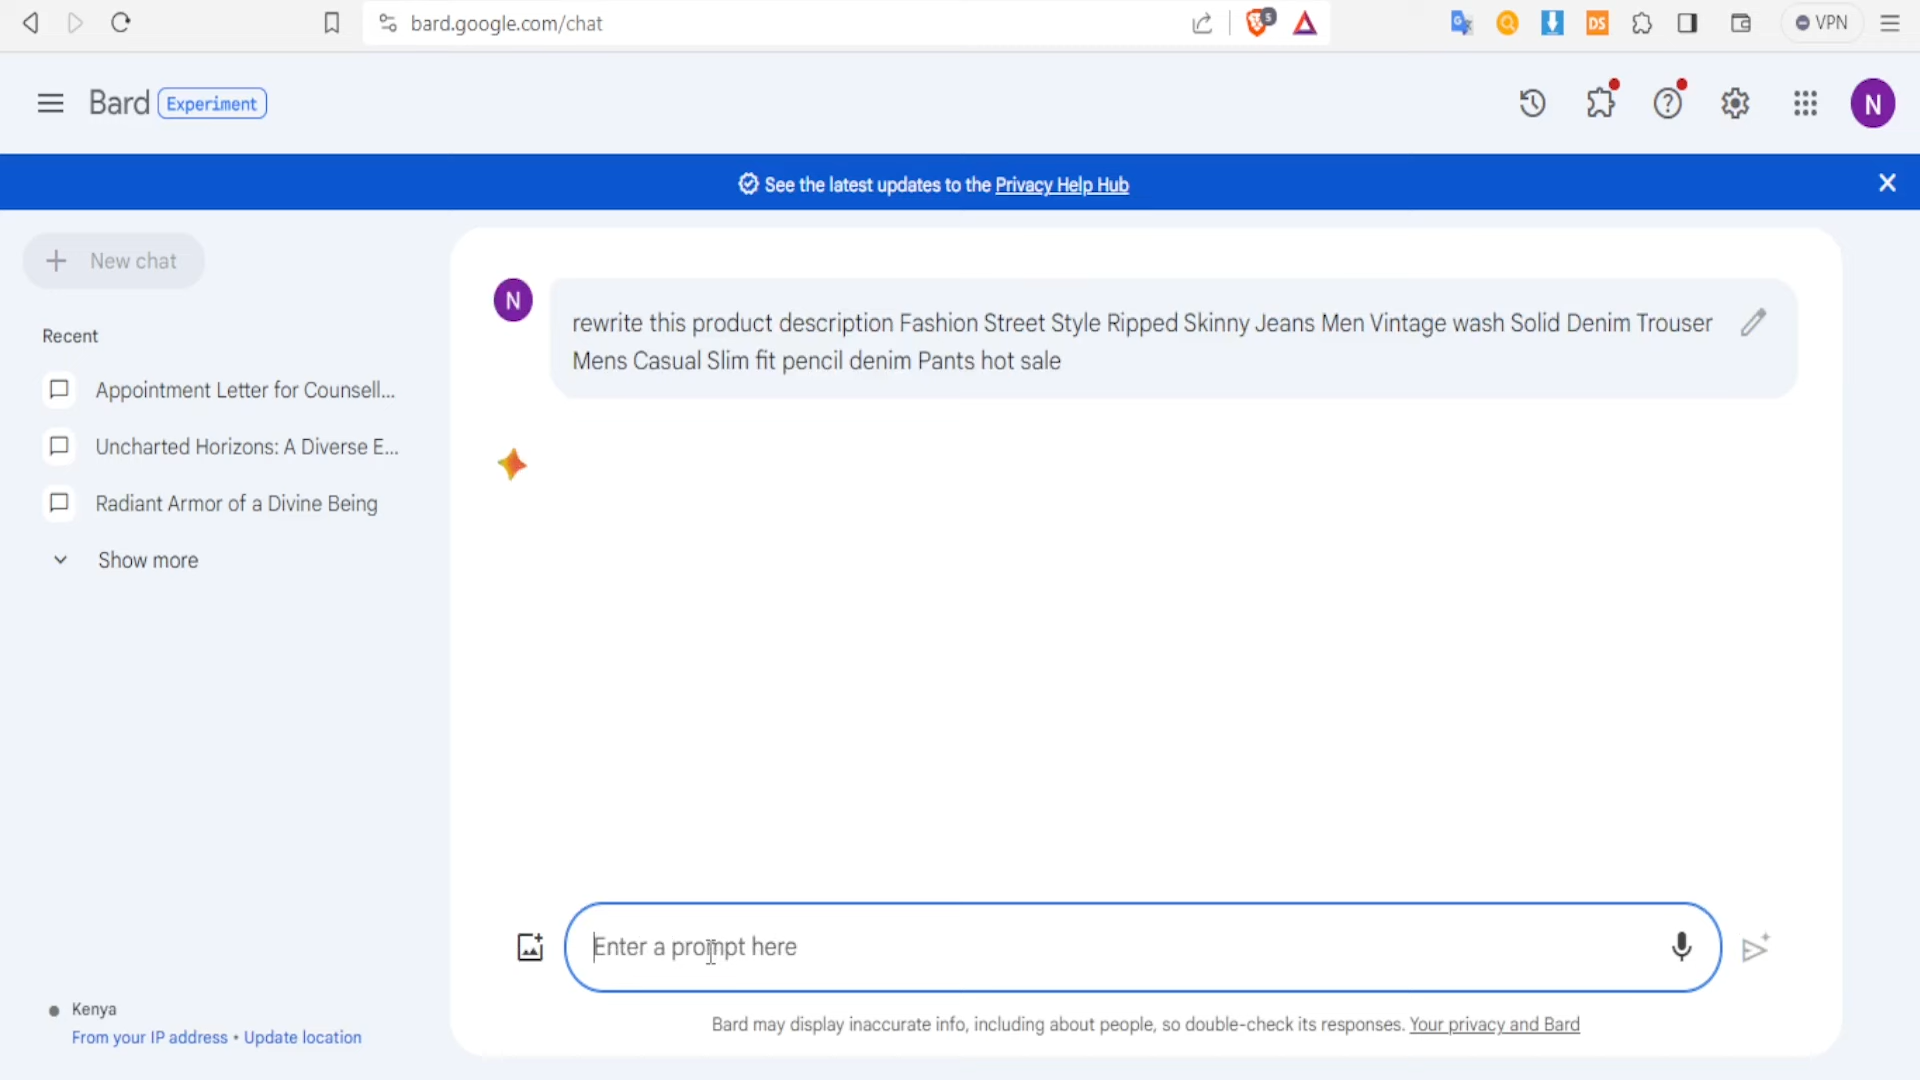 bard.google.com/chat
5
DS
VPN
Bard Experiment
N
See the latest updates to the Privacy Help Hub
New chat
Recent
Appointment Letter for Counsell...
Uncharted Horizons: A Diverse E...
Radiant Armor of a Divine Being
Show more
N
rewrite this product description Fashion Street Style Ripped Skinny Jeans Men Vintage wash Solid Denim Trouser
Mens Casual Slim fit pencil denim Pants hot sale
Enter a prompt here
Kenya
From your IP address • Update location
Bard may display inaccurate info, including about people, so double-check its responses. Your privacy and Bard